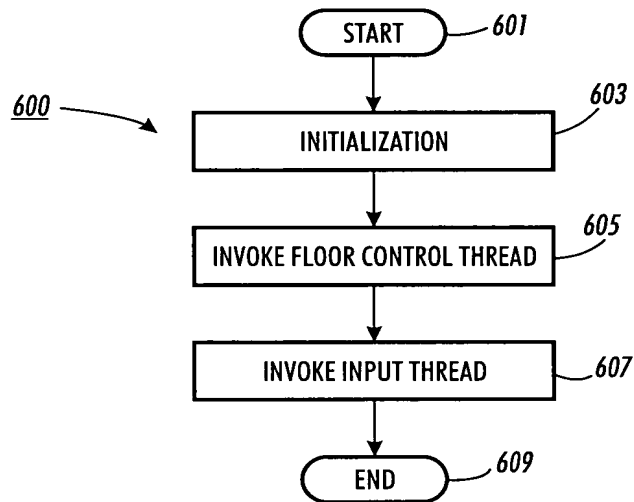 START
601
600
603
INITIALIZATION
605
INVOKE FLOOR CONTROL THREAD
INVOKE INPUT THREAD
607
END
609